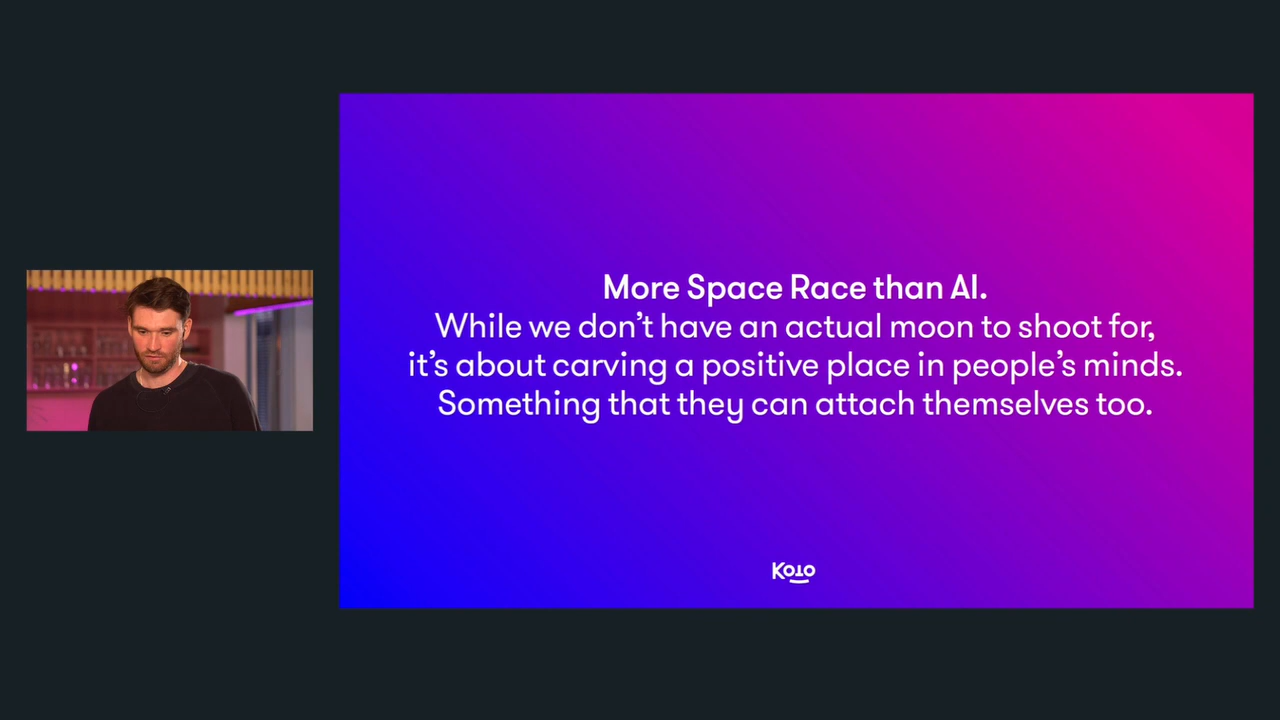 More Space Race than AI.
While we don't have an actual moon to shoot for,
it's about carving a positive place in people's minds.
Something that they can attach themselves too.
Koto